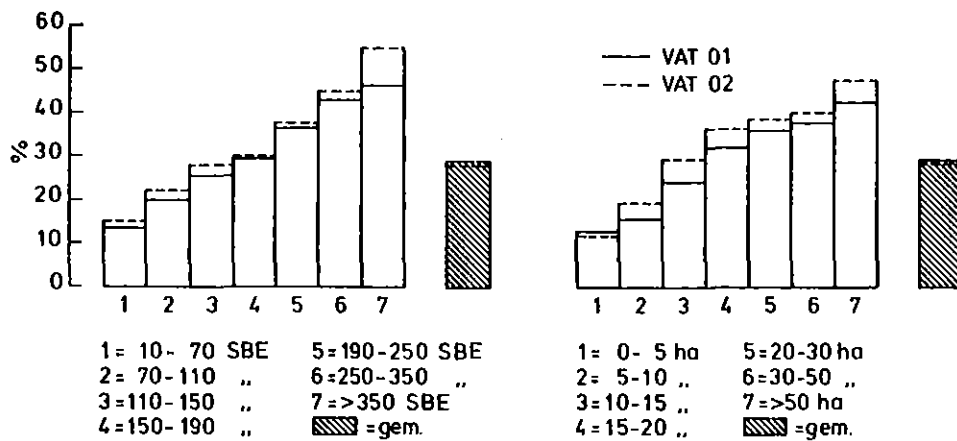 60
50
40
30
20
10
0
%
1 2 3 4 5 6 7
1 = 10 - 70 SBE
2 = 70-110 „
3 =110-150 „
4 =150-190 „
5 =190-250 SBE
6 =250-350 „
7 =>350 SBE
=gem.
VAT 01
VAT 02
1 2 3 4 5 6 7
1 = 0- 5 ha
2 = 5-10 „
3 =10-15 „
4 =15-20 „
5 =20-30 ha
6 =30-50 „
7 =>50 ha
=gem.